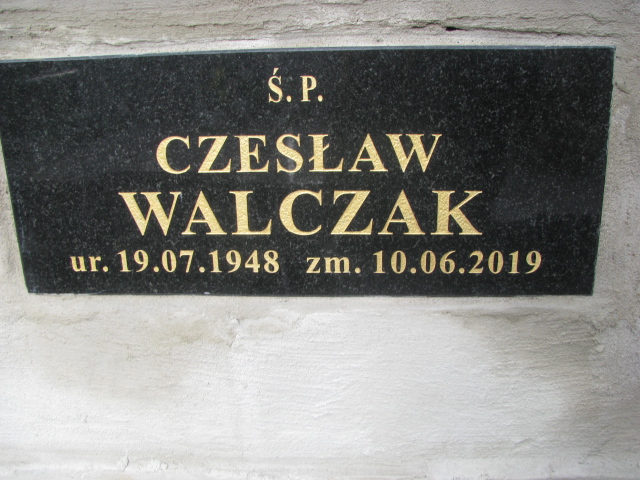 Ś.P.
CZESŁAW
WALCZAK
ur. 19.07.1948 zm. 10.06.2019